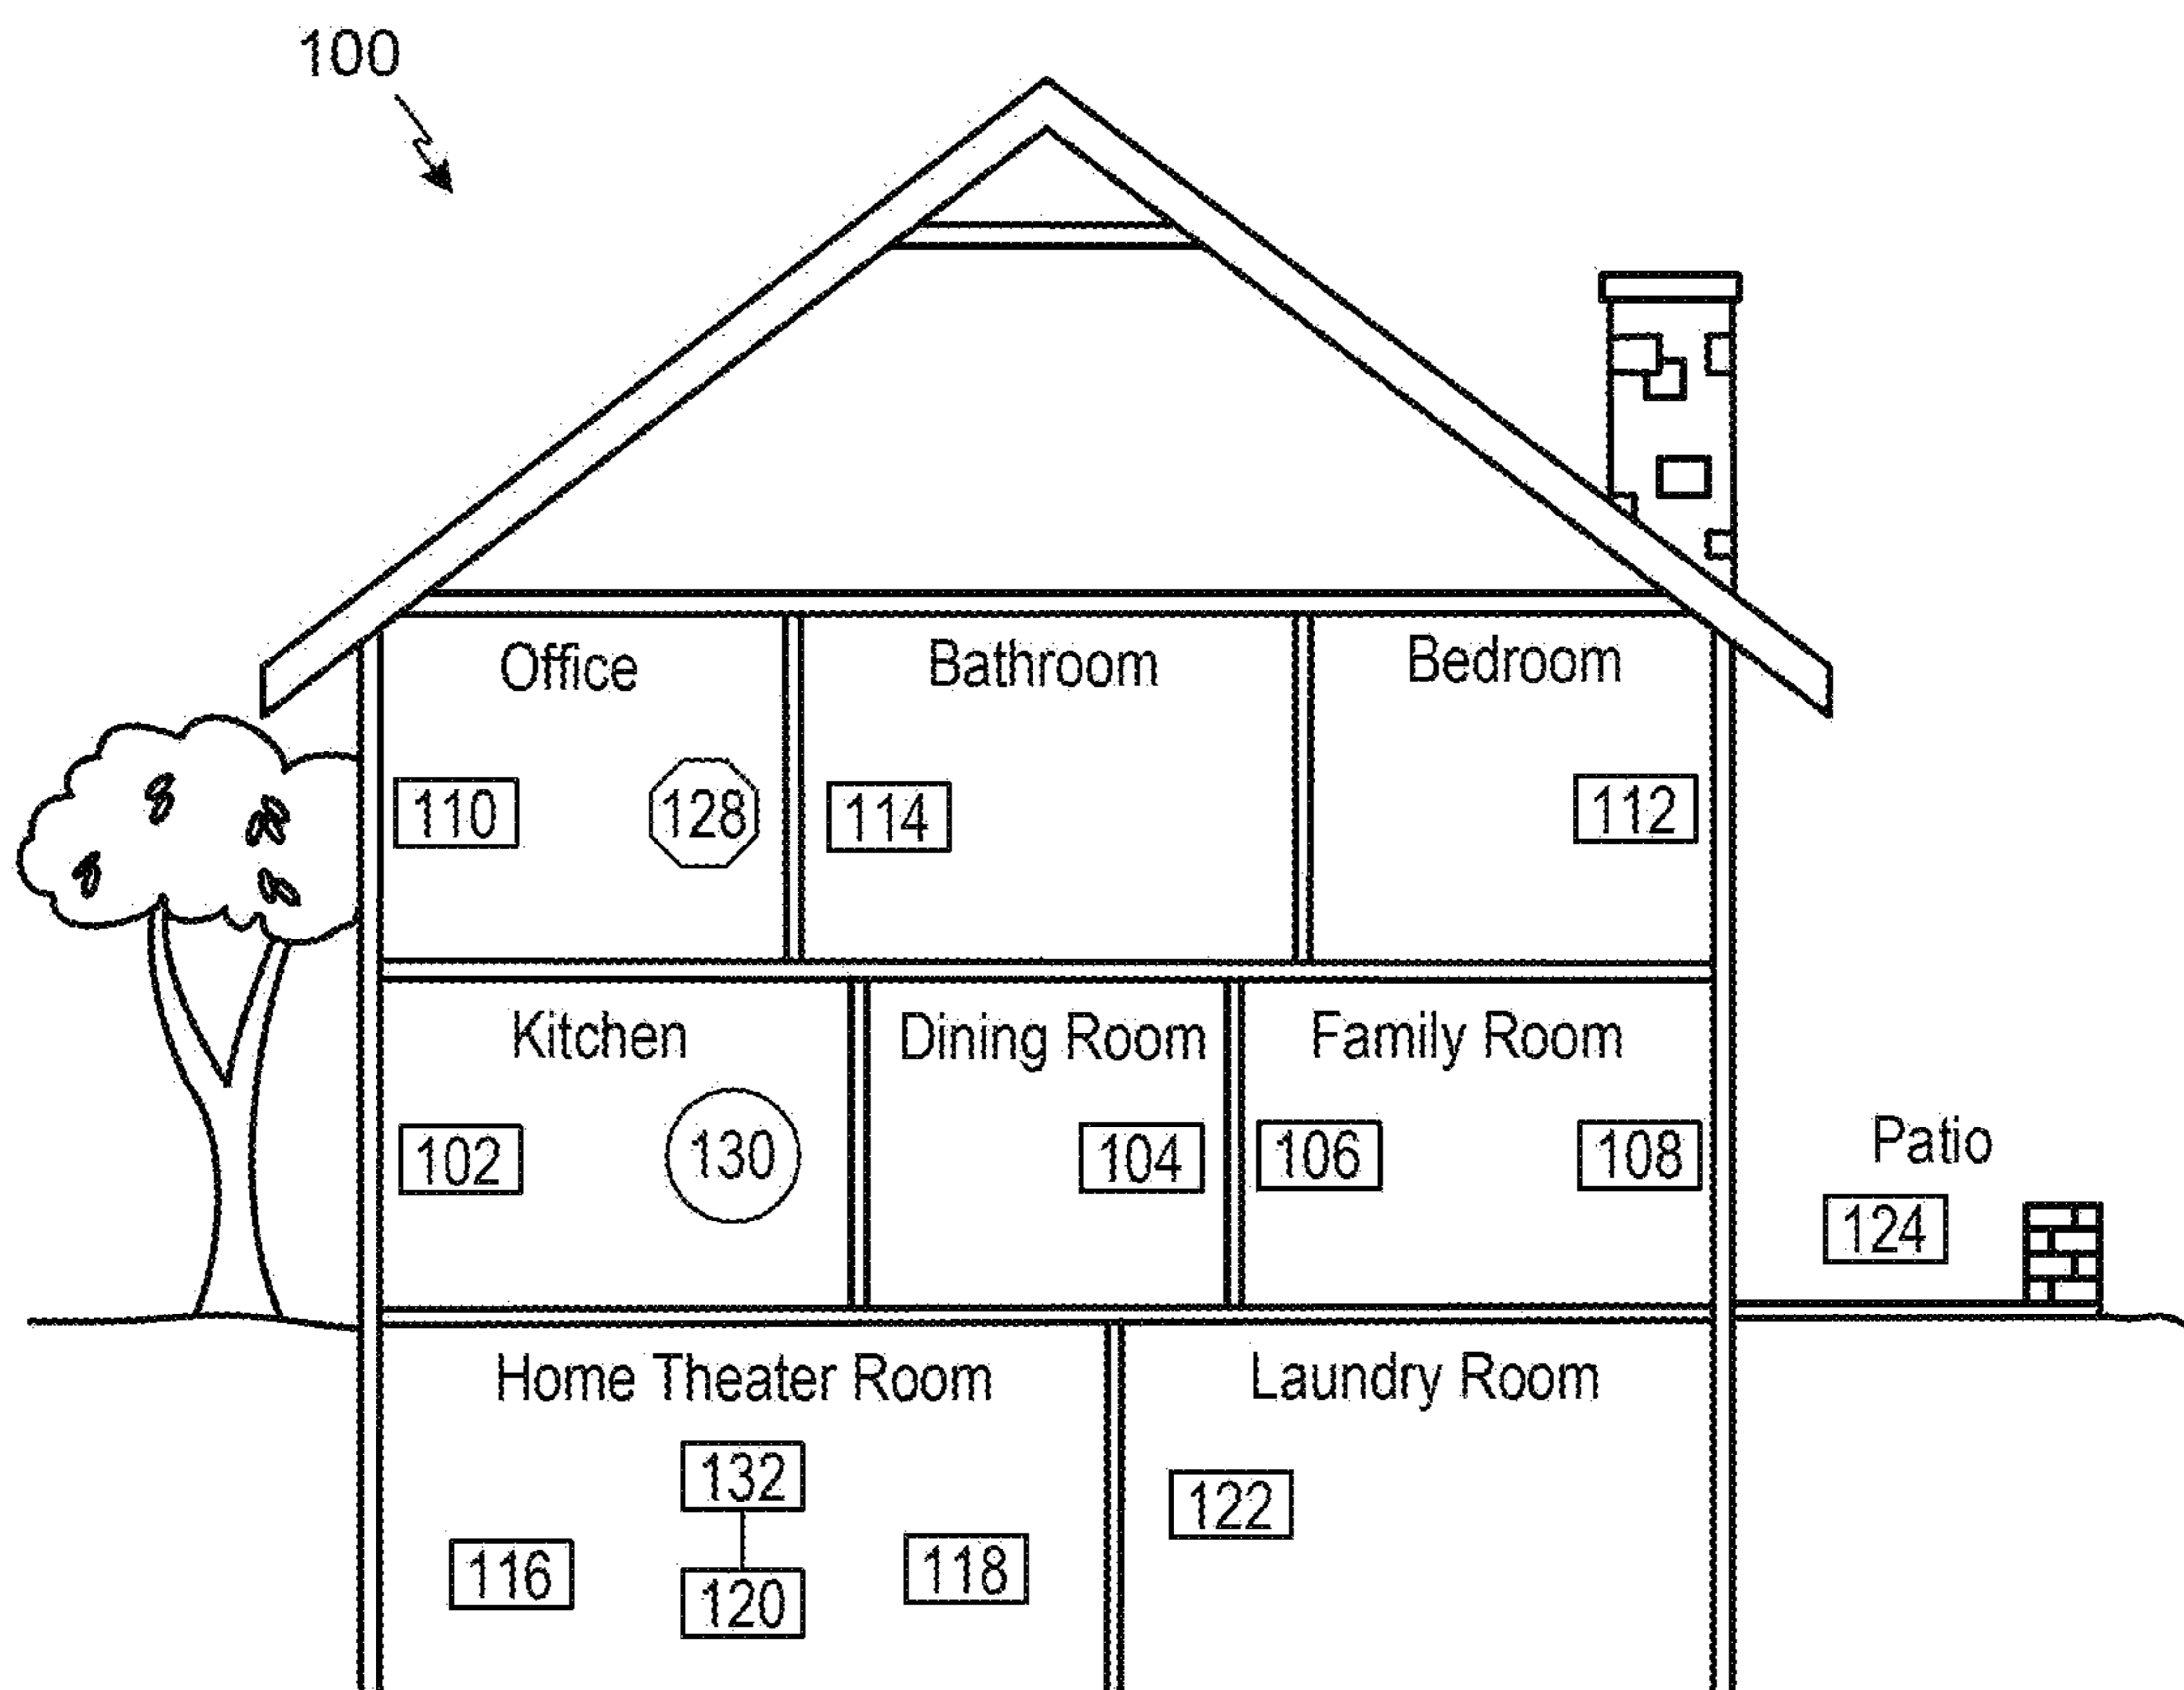 100
Office
Bathroom
Bedroom
110
128
114
112
Kitchen
Dining Room
Family Room
102
130
104
106
108
Patio
124
Home Theater Room
Laundry Room
132
122
116
118
120